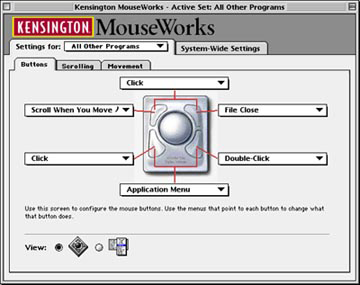 Kensington MouseWorks - Active Set: All Other Programs
KENSINGTON MouseWorks
Settings for: All Other Programs System-Wide Settings
Buttons Scrolling Movement
Click
Scroll When You Move File Close
Click Double-Click
Application Menu
Use this screen to configure the mouse buttons. Use the menus that point to each button to change what
that button does.
View: